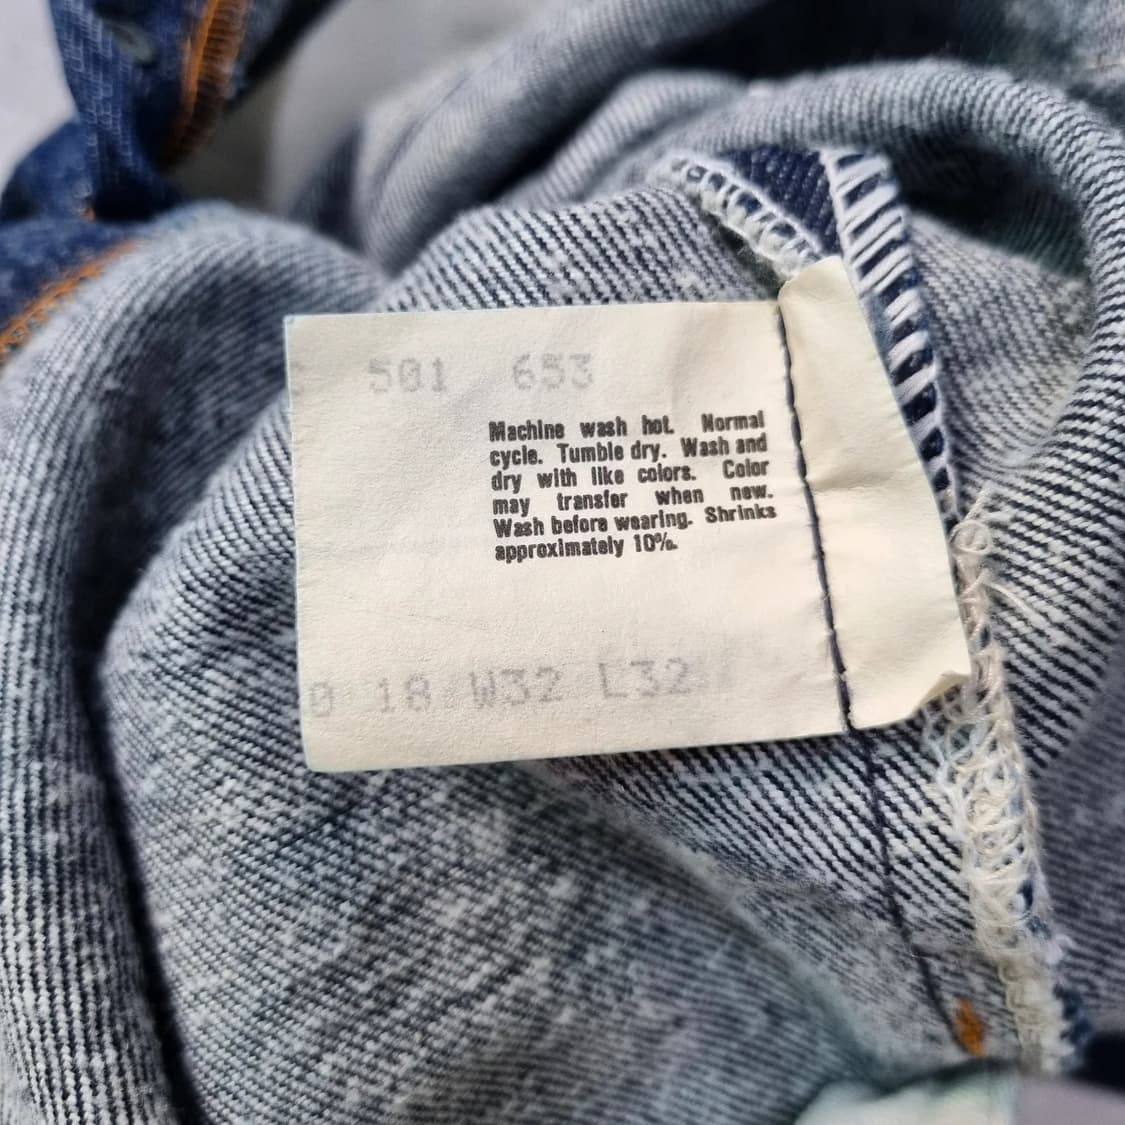 501 653
Machine wash hot. Normal
cycle. Tumble dry. Wash and
dry with like colors. Color
may transfer when new.
Wash before wearing. Shrinks
approximately 10%.
0 18 W32 L32